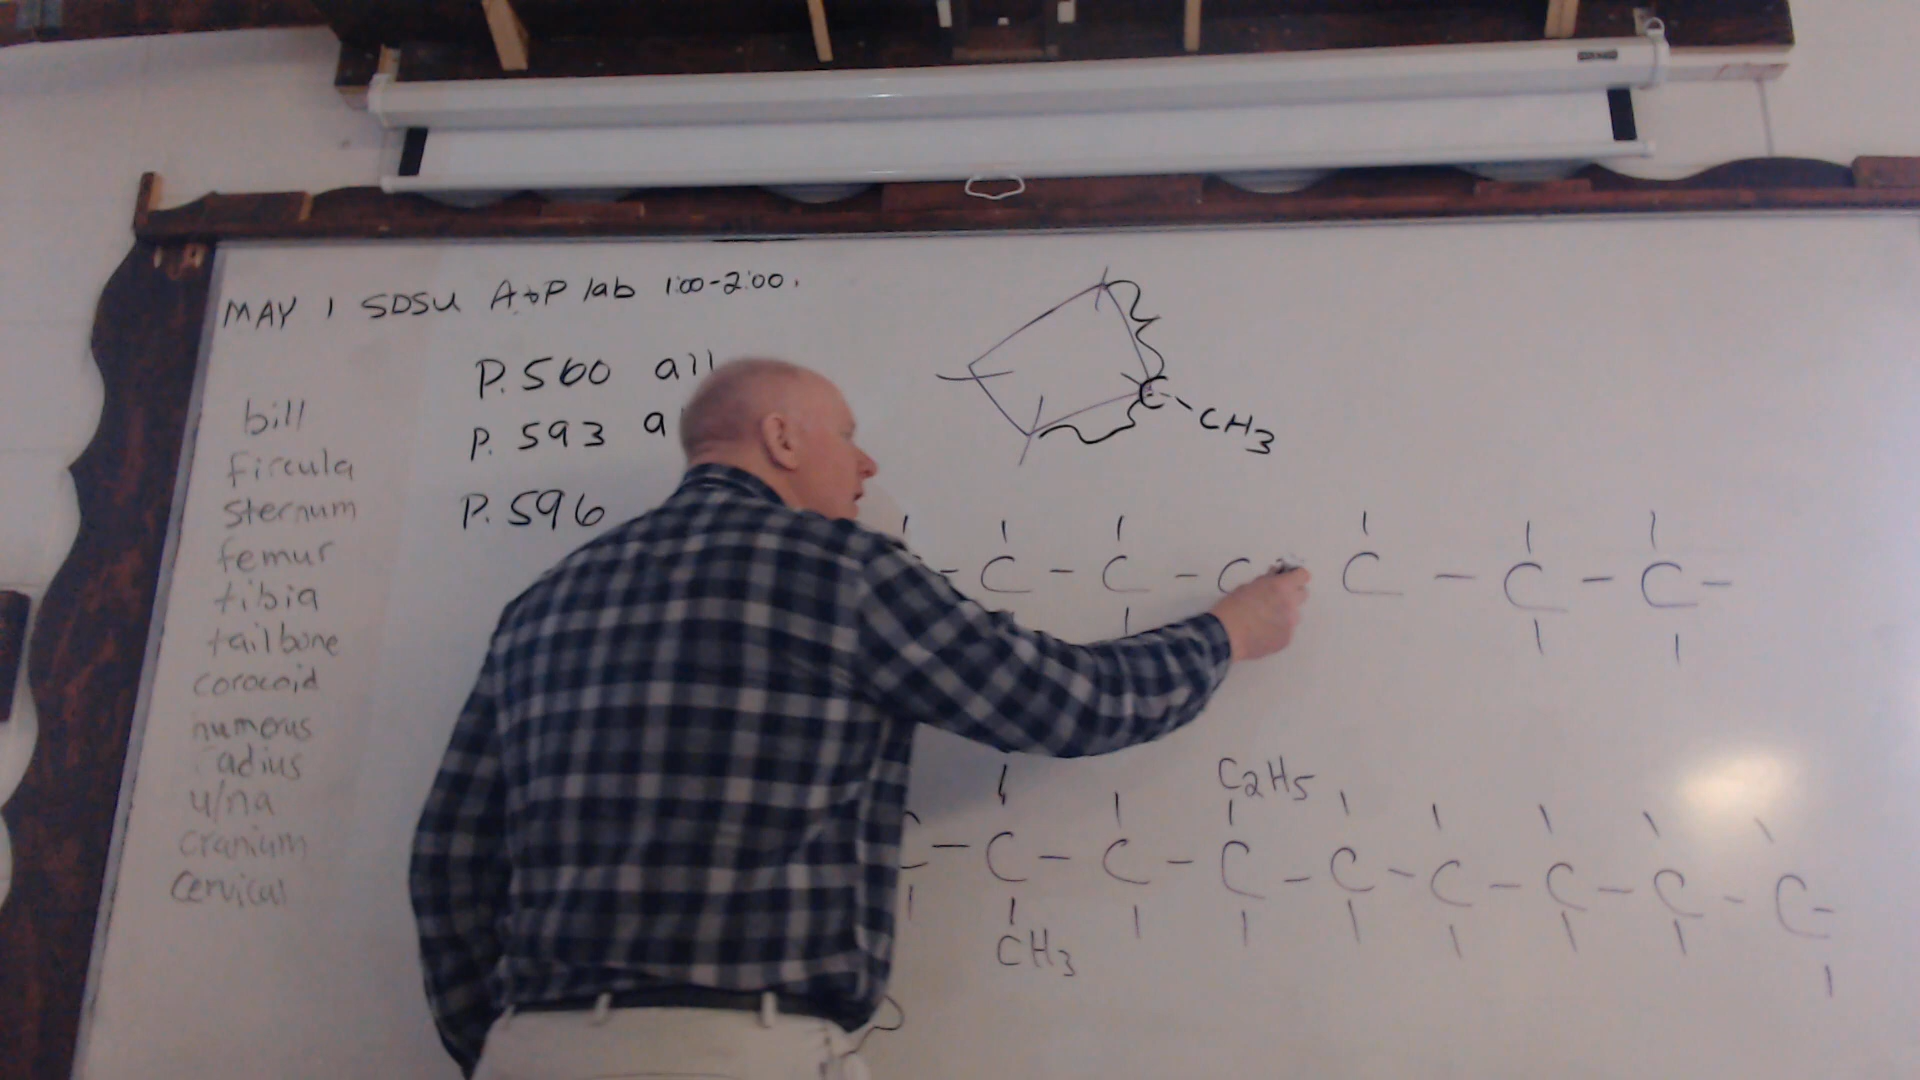 MAY 1 SDSU A+P lab 1:00-2:00.
P. 560 all
P. 593 a
P. 596
bill
fircula
sternum
femur
tibia
tailbone
corocoid
numerus
radius
ulna
cranium
cervical
C - CH3
- C - C - C C - C - C -
C2H5
C - C - C - C - C - C - C - C - C -
CH3